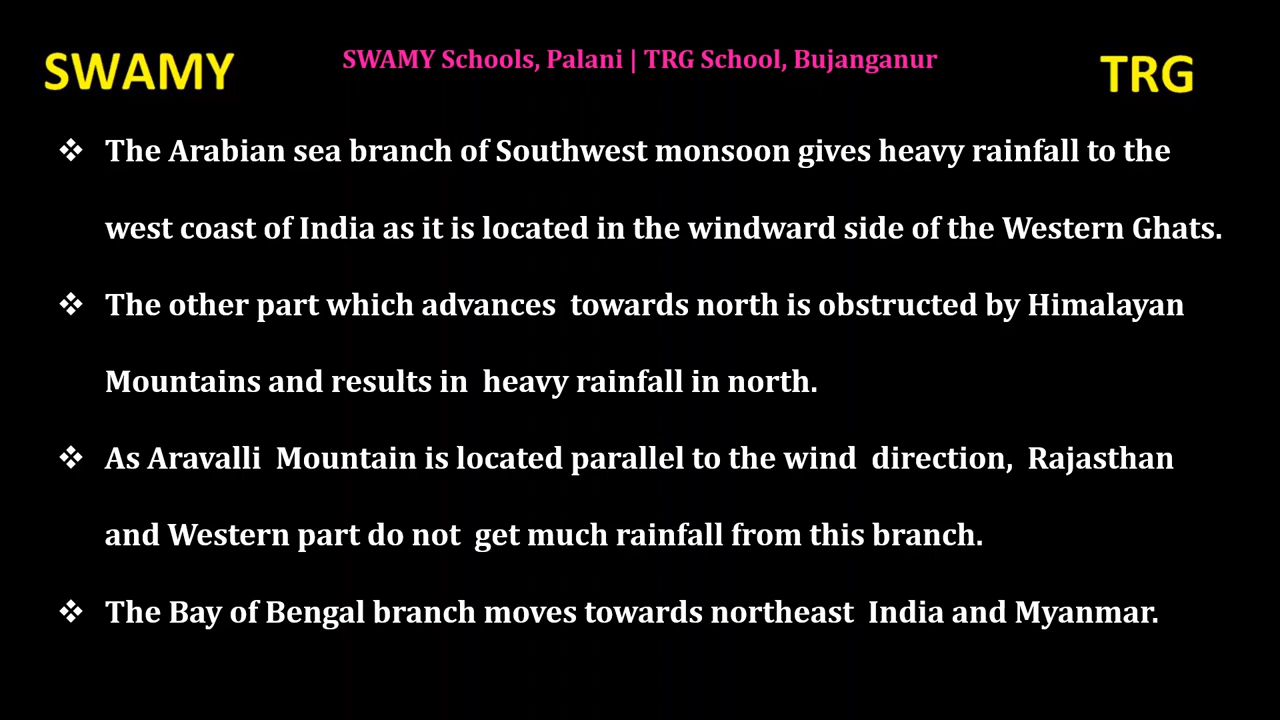 SWAMY
SWAMY Schools, Palani | TRG School, Bujanganur
TRG
❖ The Arabian sea branch of Southwest monsoon gives heavy rainfall to the
west coast of India as it is located in the windward side of the Western Ghats.
❖ The other part which advances towards north is obstructed by Himalayan
Mountains and results in heavy rainfall in north.
❖ As Aravalli Mountain is located parallel to the wind direction, Rajasthan
and Western part do not get much rainfall from this branch.
❖ The Bay of Bengal branch moves towards northeast India and Myanmar.